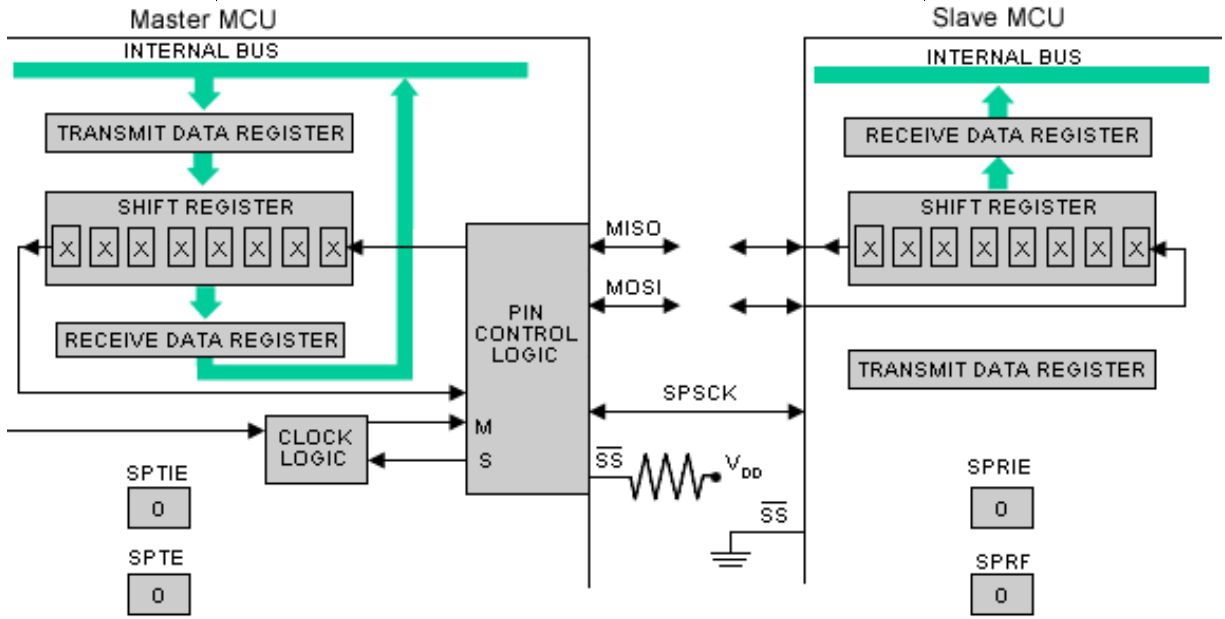 Master MCU
INTERNAL BUS
TRANSMIT DATA REGISTER
SHIFT REGISTER
X X X X X X X X
RECEIVE DATA REGISTER
CLOCK
LOGIC
SPTIE
0
SPTE
0
PIN
CONTROL
LOGIC
M
S
MISO
MOSI
SPSCK
SS
VDD
SS
Slave MCU
INTERNAL BUS
RECEIVE DATA REGISTER
SHIFT REGISTER
X X X X X X X X
TRANSMIT DATA REGISTER
SPRIE
0
SPRF
0